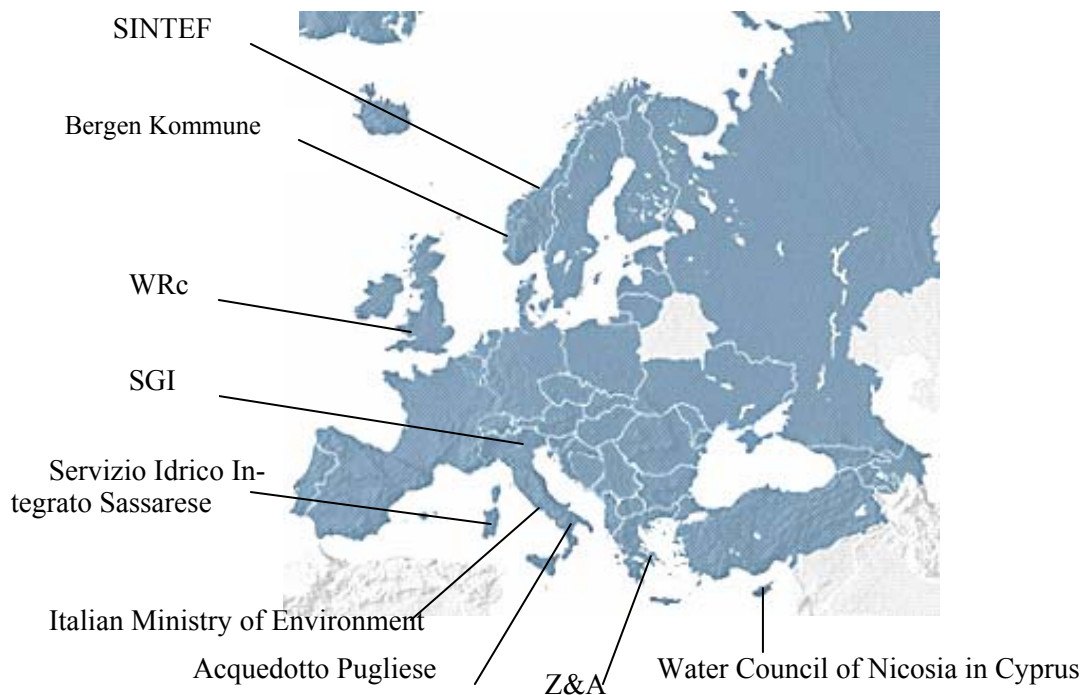 SINTEF
Bergen Kommune
WRc
SGI
Servizio Idrico In-
tegrato Sassarese
Italian Ministry of Environment
Acquedotto Pugliese
Z&A
Water Council of Nicosia in Cyprus